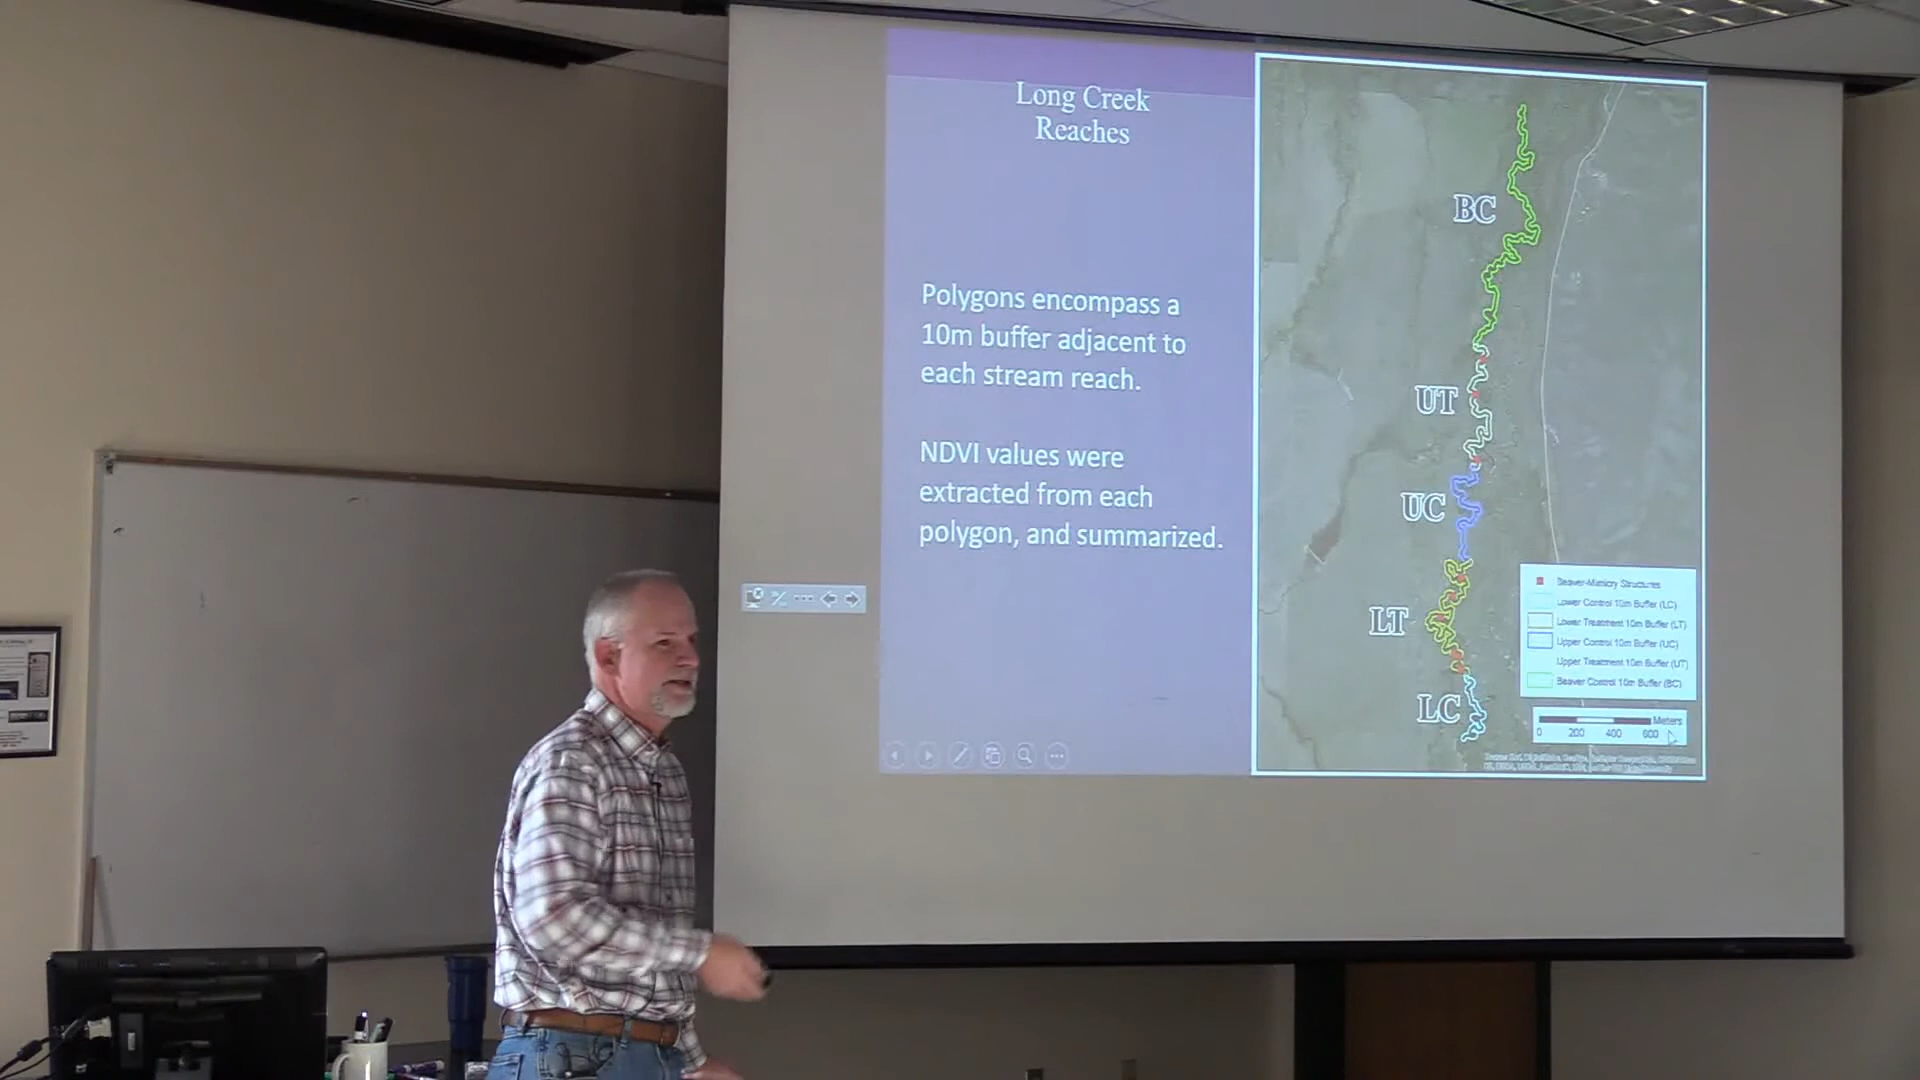 Long Creek
Reaches
Polygons encompass a
10m buffer adjacent to
each stream reach.
NDVI values were
extracted from each
polygon, and summarized.
BC
UT
UC
LT
LC
Beaver-Mimicry Structures
Lower Control 10m Buffer (LC)
Lower Treatment 10m Buffer (LT)
Upper Control 10m Buffer (UC)
Upper Treatment 10m Buffer (UT)
Beaver Control 10m Buffer (BC)
Meters
0 200 400 600